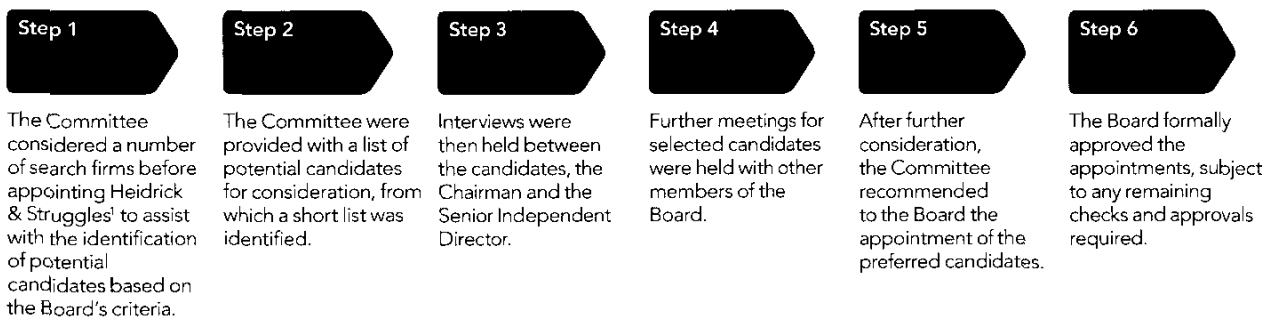 Step 1
The Committee
considered a number
of search firms before
appointing Heidrick
& Struggles¹ to assist
with the identification
of potential
candidates based on
the Board's criteria.
Step 2
The Committee were
provided with a list of
potential candidates
for consideration, from
which a short list was
identified.
Step 3
Interviews were
then held between
the candidates, the
Chairman and the
Senior Independent
Director.
Step 4
Further meetings for
selected candidates
were held with other
members of the
Board.
Step 5
After further
consideration,
the Committee
recommended
to the Board the
appointment of the
preferred candidates.
Step 6
The Board formally
approved the
appointments, subject
to any remaining
checks and approvals
required.